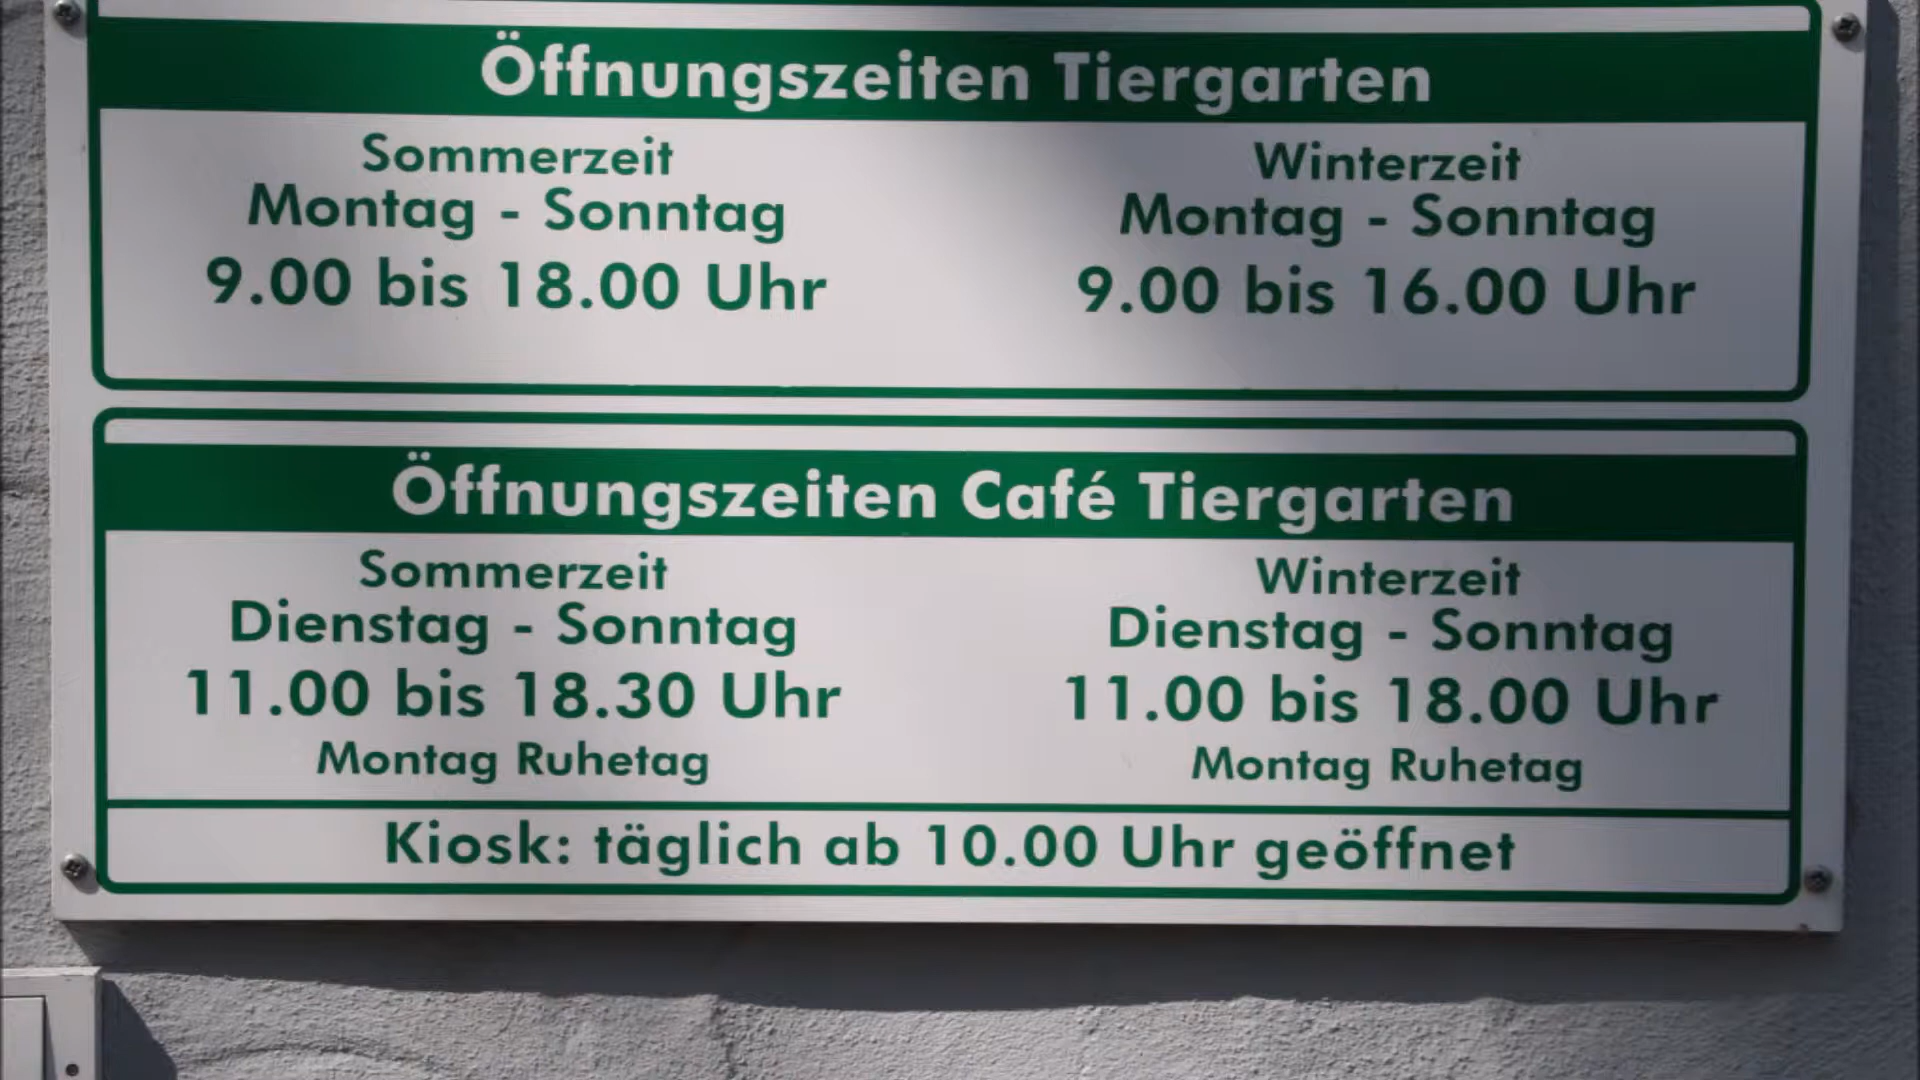 Öffnungszeiten Tiergarten
Sommerzeit
Montag - Sonntag
9.00 bis 18.00 Uhr
Winterzeit
Montag - Sonntag
9.00 bis 16.00 Uhr
Öffnungszeiten Café Tiergarten
Sommerzeit
Dienstag - Sonntag
11.00 bis 18.30 Uhr
Montag Ruhetag
Winterzeit
Dienstag - Sonntag
11.00 bis 18.00 Uhr
Montag Ruhetag
Kiosk: täglich ab 10.00 Uhr geöffnet